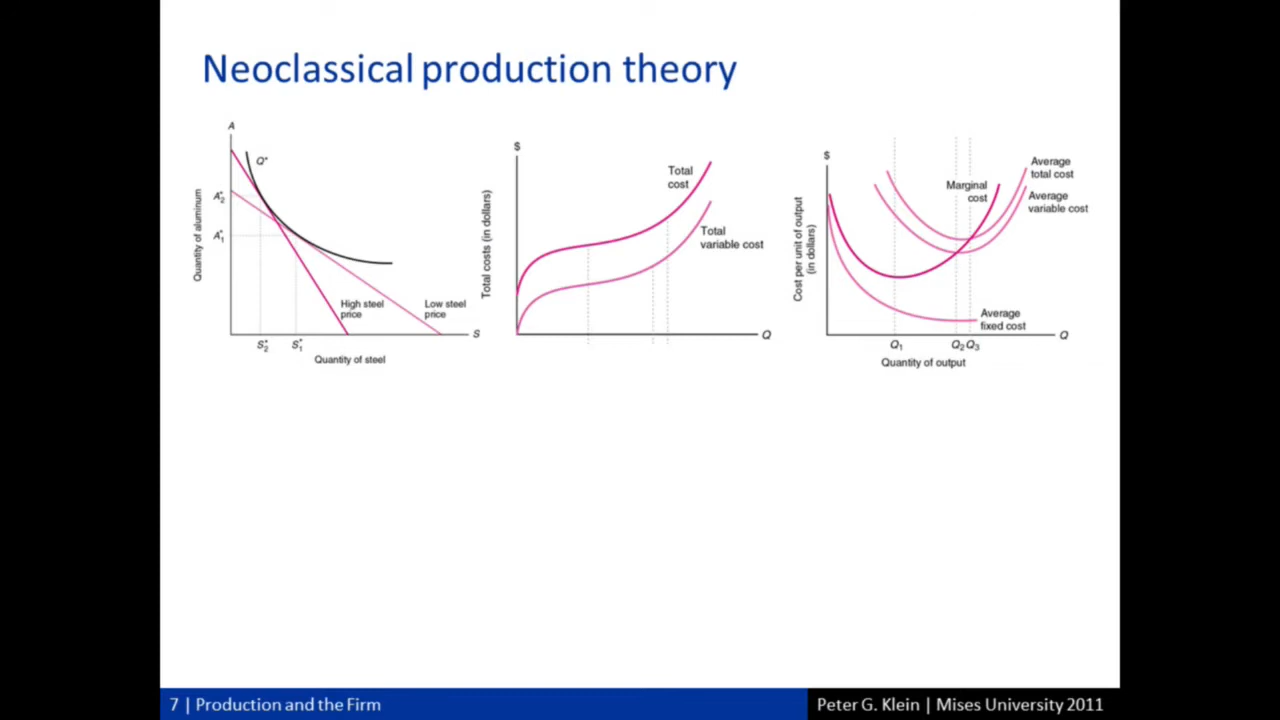 Neoclassical production theory
A
Q*
A*2
A*1
Quantity of aluminum
High steel
price
Low steel
price
S
S*2
S*1
Quantity of steel
$
Total
cost
Total
variable cost
Total costs (in dollars)
Q
$
Marginal
cost
Average
total cost
Average
variable cost
Cost per unit of output
(in dollars)
Average
fixed cost
Q
Q1
Q2
Q3
Quantity of output
7 | Production and the Firm
Peter G. Klein | Mises University 2011